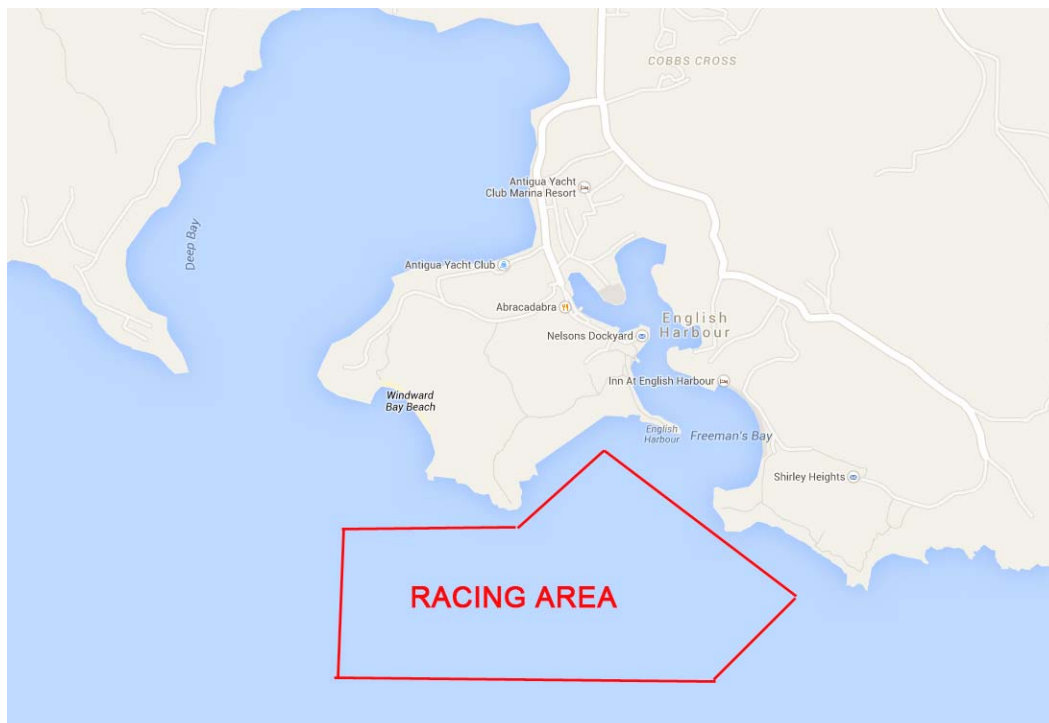 COBBS CROSS
Antigua Yacht
Club Marina Resort
Deep Bay
Antigua Yacht Club
Abracadabra
English
Harbour
Nelsons Dockyard
Inn At English Harbour
Windward
Bay Beach
English
Harbour
Freeman's Bay
Shirley Heights
RACING AREA